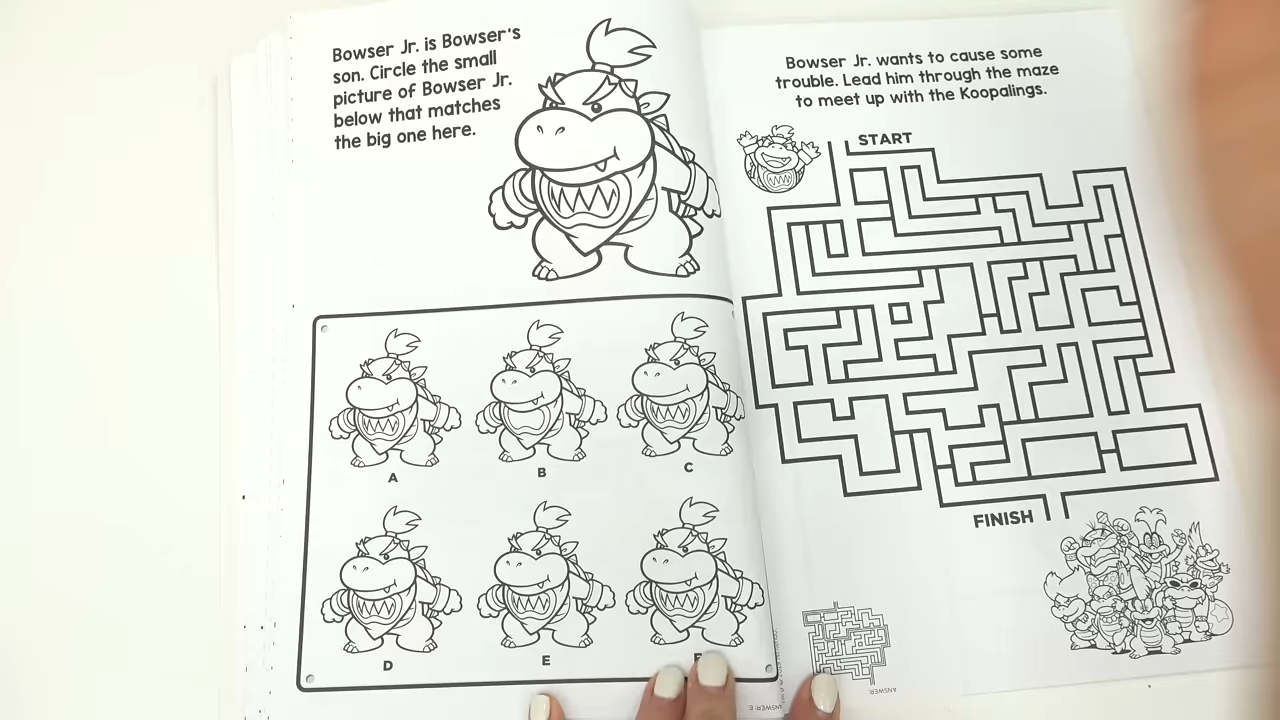 Bowser Jr. is Bowser's
son. Circle the small
picture of Bowser Jr.
below that matches
the big one here.
A
B
C
D
E
ANSWER: E
Bowser Jr. wants to cause some
trouble. Lead him through the maze
to meet up with the Koopalings.
START
FINISH
ANSWER: